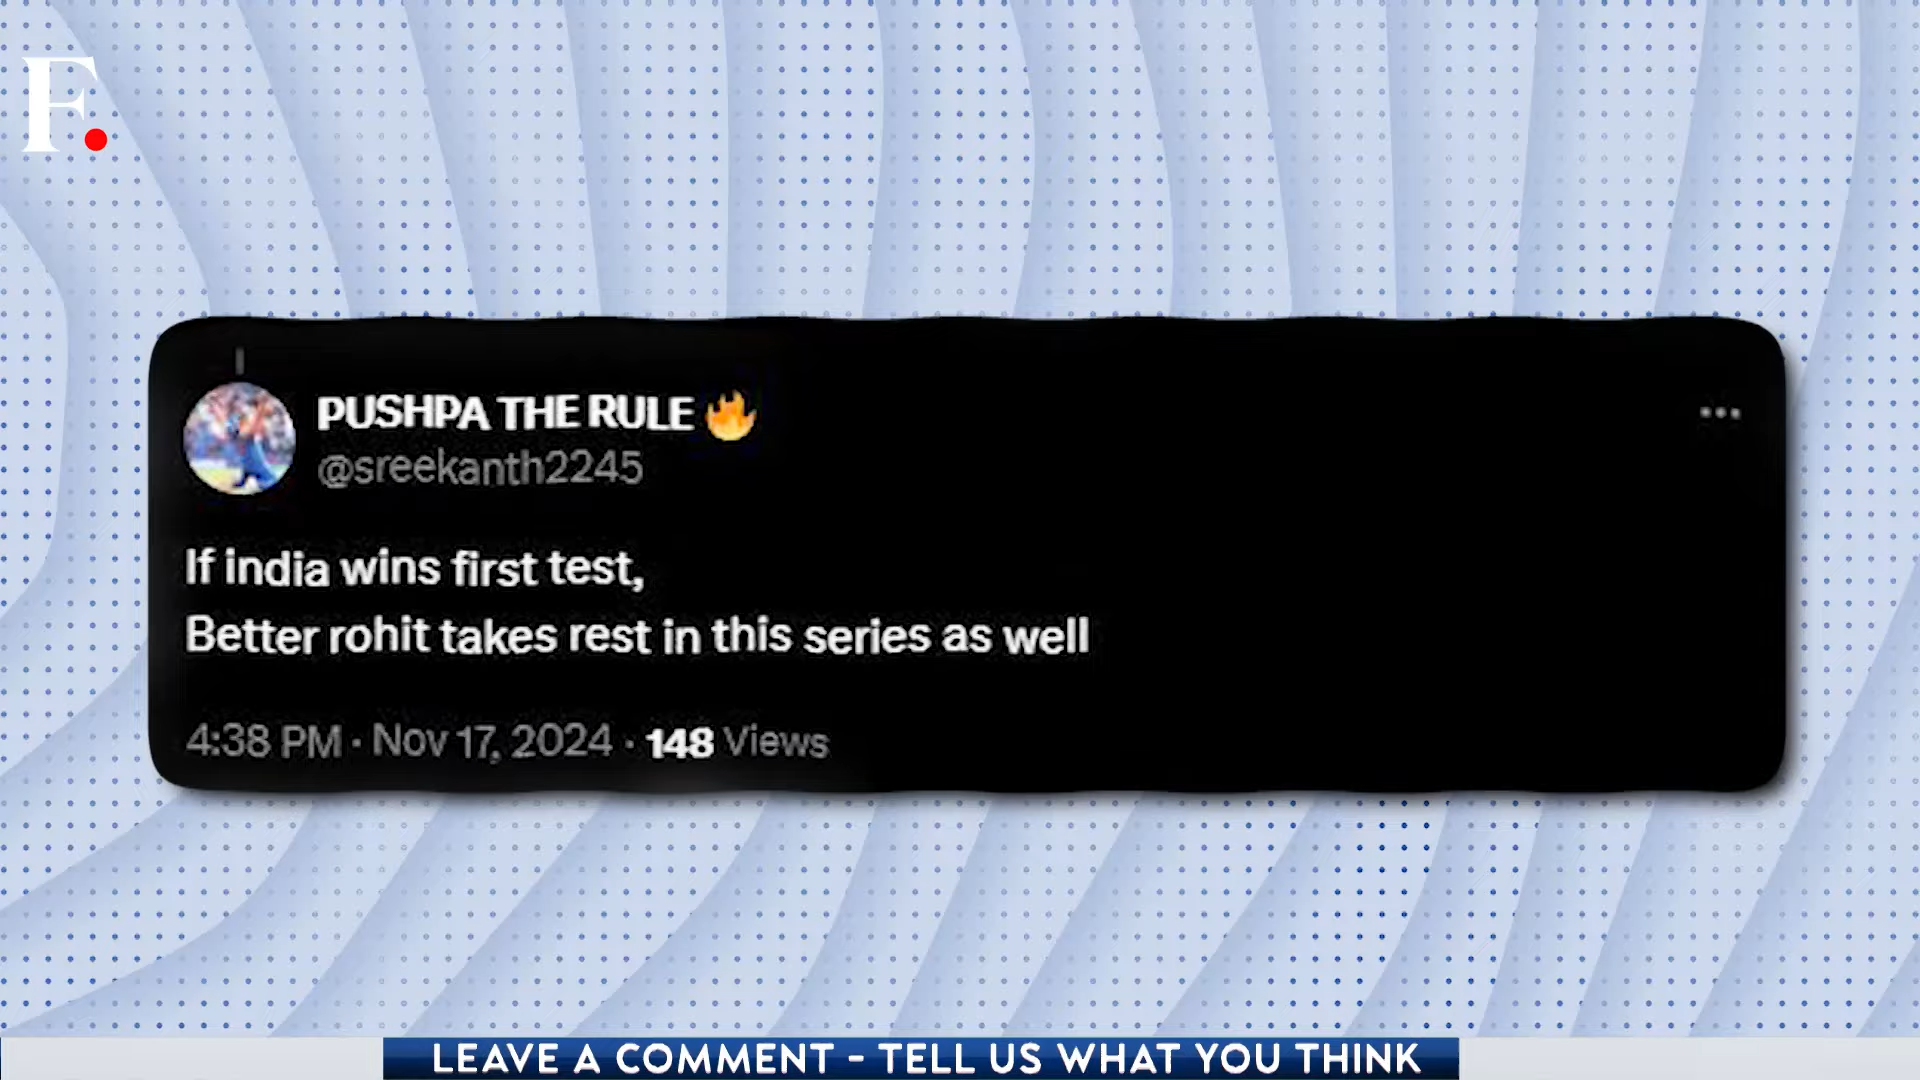 F.
PUSHPA THE RULE 🔥
@sreekanth2245
If india wins first test,
Better rohit takes rest in this series as well
4:38 PM · Nov 17, 2024 · 148 Views
LEAVE A COMMENT - TELL US WHAT YOU THINK